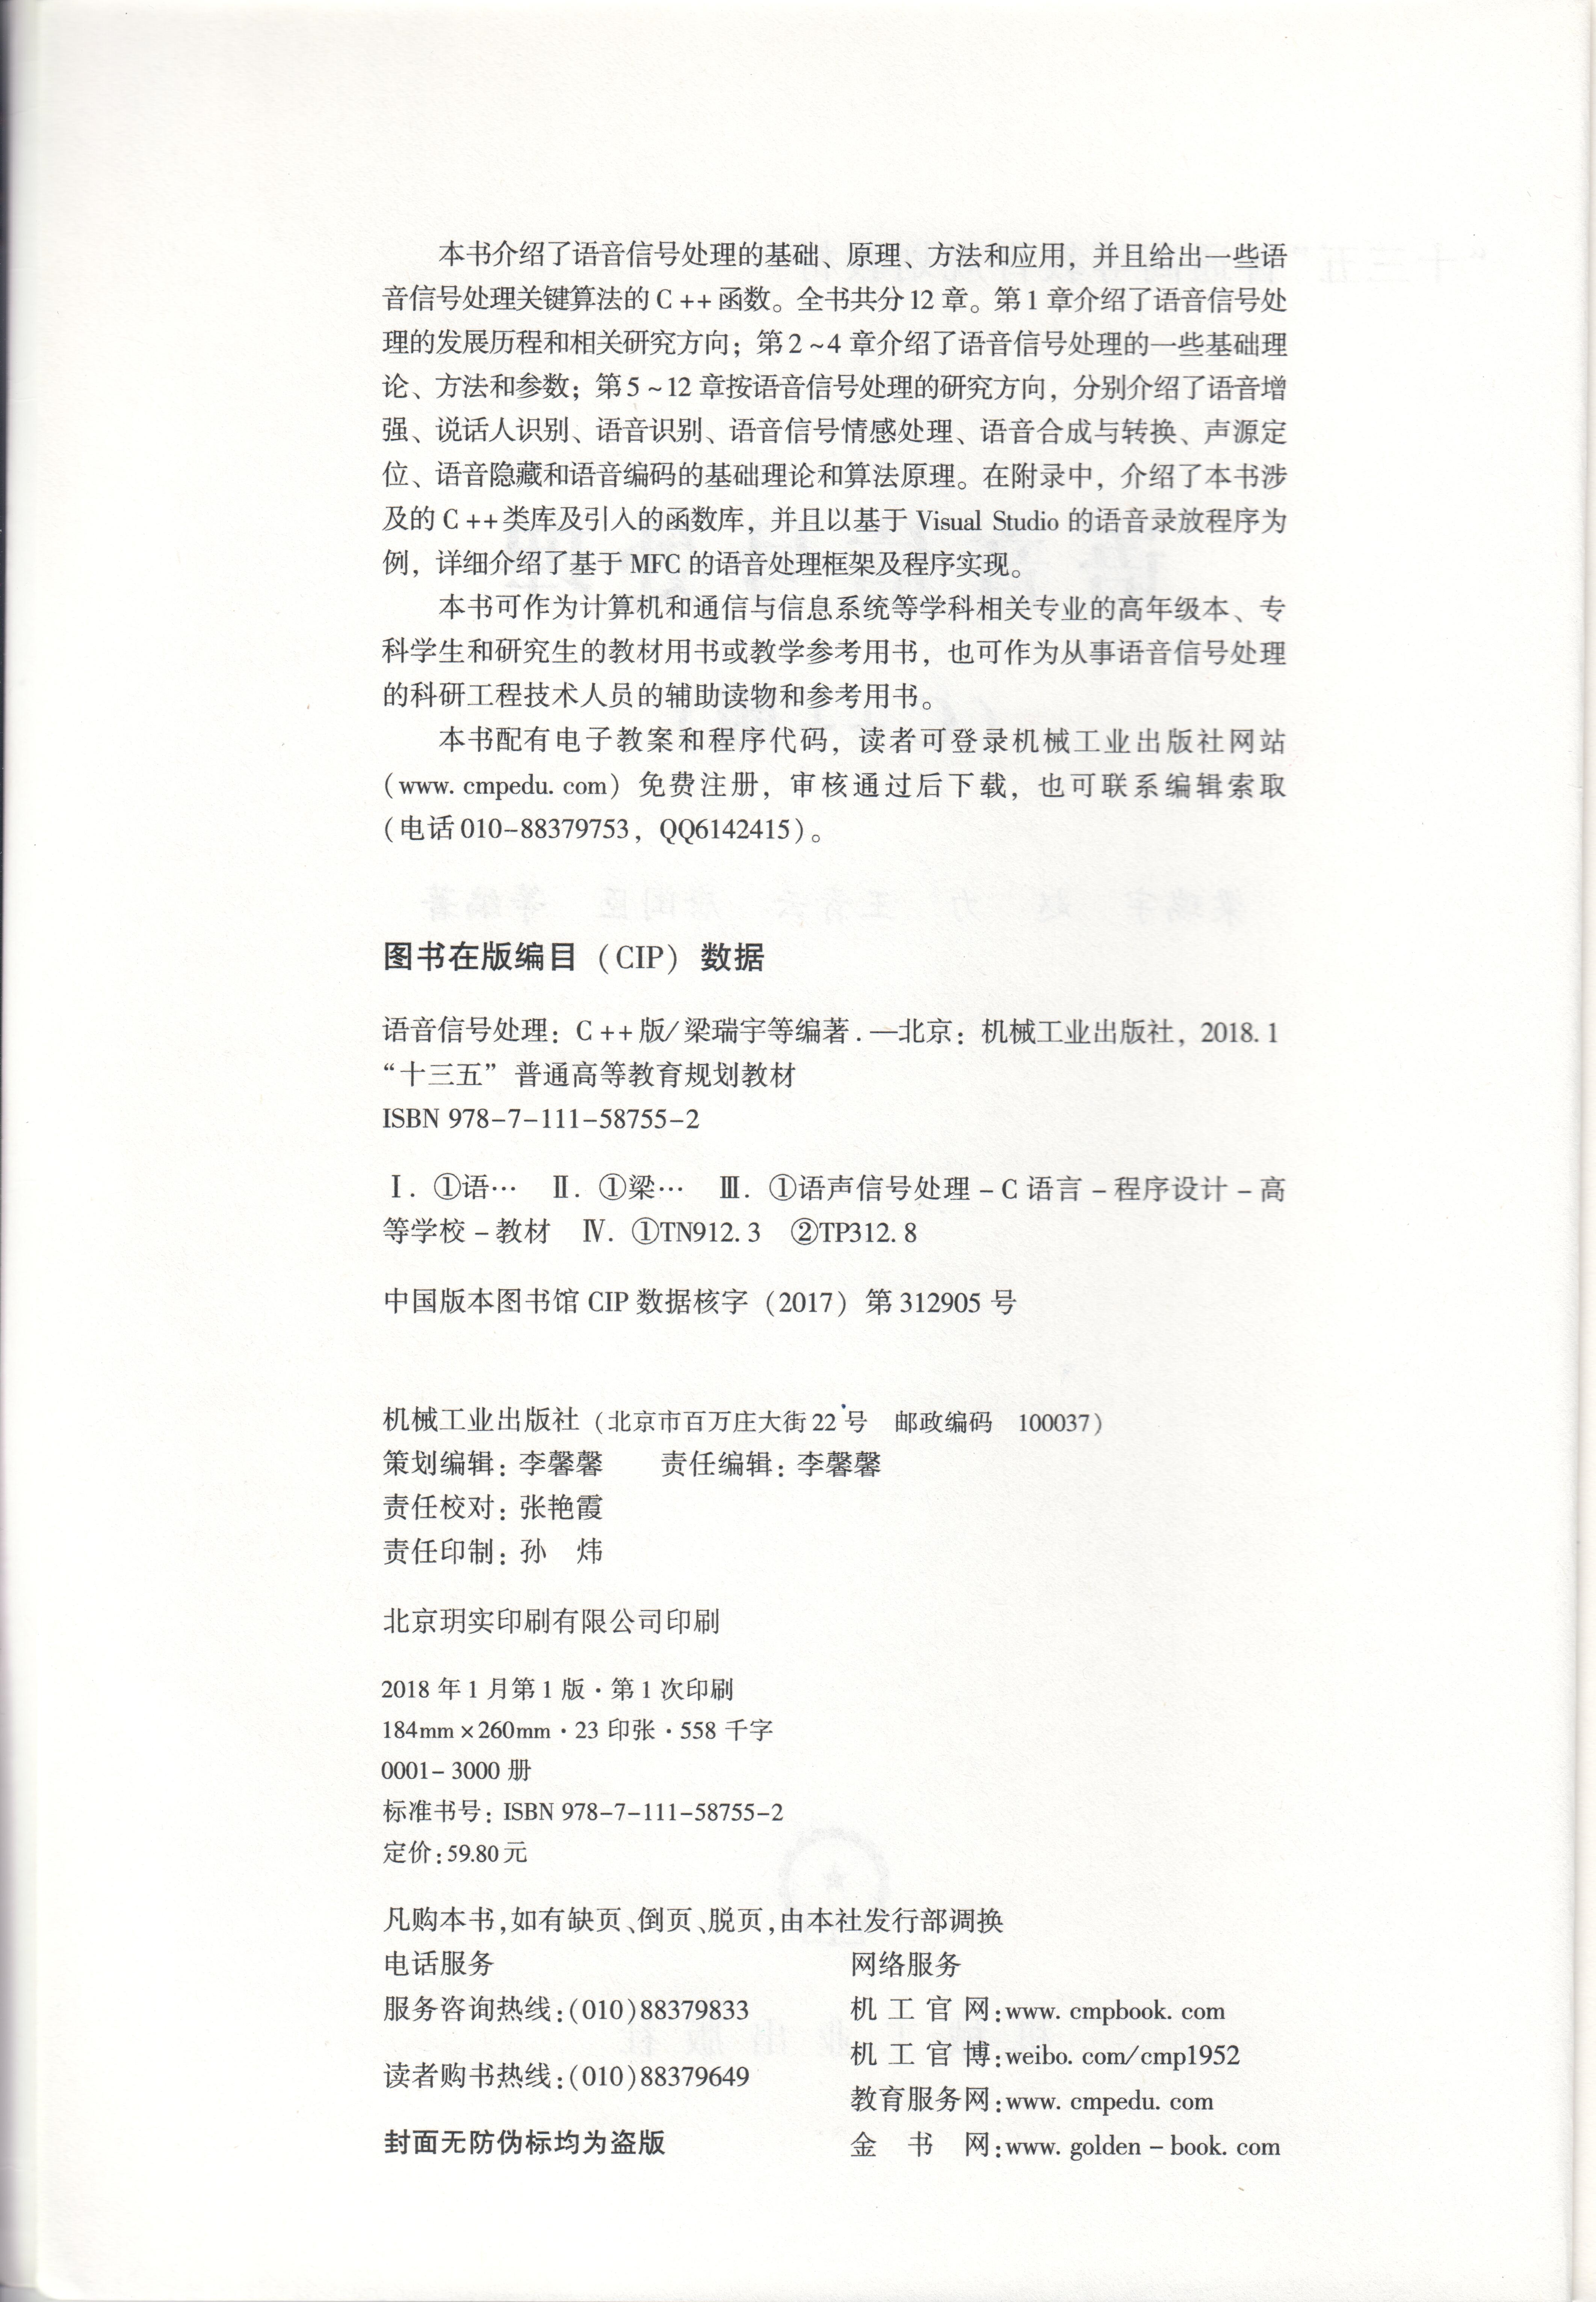 本书介绍了语音信号处理的基础、原理、方法和应用，并且给出一些语
音信号处理关键算法的 C ++ 函数。全书共分 12 章。第 1 章介绍了语音信号处
理的发展历程和相关研究方向；第 2 ~ 4 章介绍了语音信号处理的一些基础理
论、方法和参数；第 5 ~ 12 章按语音信号处理的研究方向，分别介绍了语音增
强、说话人识别、语音识别、语音信号情感处理、语音合成与转换、声源定
位、语音隐藏和语音编码的基础理论和算法原理。在附录中，介绍了本书涉
及的 C ++ 类库及引入的函数库，并且以基于 Visual Studio 的语音录放程序为
例，详细介绍了基于 MFC 的语音处理框架及程序实现。
本书可作为计算机和通信与信息系统等学科相关专业的高年级本、专
科学生和研究生的教材用书或教学参考用书，也可作为从事语音信号处理
的科研工程技术人员的辅助读物和参考用书。
本书配有电子教案和程序代码，读者可登录机械工业出版社网站
（www. cmpedu. com）免费注册，审核通过后下载，也可联系编辑索取
（电话 010-88379753，QQ6142415）。
图书在版编目（CIP）数据
语音信号处理：C ++ 版/ 梁瑞宇等编著 . —北京：机械工业出版社，2018. 1
“十三五” 普通高等教育规划教材
ISBN 978-7-111-58755-2
Ⅰ. ①语… Ⅱ. ①梁… Ⅲ. ①语声信号处理 - C 语言 - 程序设计 - 高
等学校 - 教材 Ⅳ. ①TN912. 3 ②TP312. 8
中国版本图书馆 CIP 数据核字（2017）第 312905 号
机械工业出版社（北京市百万庄大街 22 号 邮政编码 100037）
策划编辑：李馨馨 责任编辑：李馨馨
责任校对：张艳霞
责任印制：孙 炜
北京玥实印刷有限公司印刷
2018 年 1 月第 1 版 · 第 1 次印刷
184mm × 260mm · 23 印张 · 558 千字
0001- 3000 册
标准书号：ISBN 978-7-111-58755-2
定价：59.80 元
凡购本书，如有缺页、倒页、脱页，由本社发行部调换
电话服务 网络服务
服务咨询热线：(010)88379833 机 工 官 网：www. cmpbook. com
机 工 官 博：weibo. com/cmp1952
读者购书热线：(010)88379649
教育服务网：www. cmpedu. com
封面无防伪标均为盗版 金 书 网：www. golden - book. com